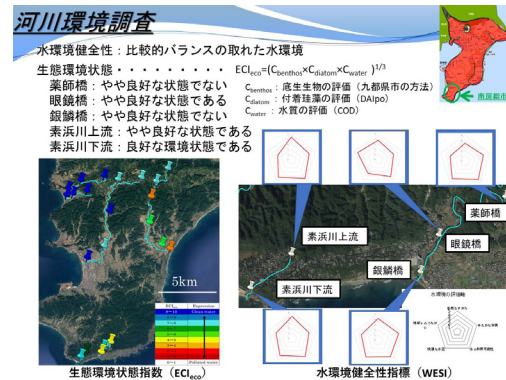 河川環境調査
水環境健全性：比較的バランスの取れた水環境
生態環境状態・・・・・・・・・ ECIeco=(Cbenthos×Cdiatom×Cwater )1/3
薬師橋：やや良好な状態でない
眼鏡橋：やや良好な状態である
銀鱗橋：やや良好な状態でない
素浜川上流：やや良好な状態である
素浜川下流：良好な環境状態である
Cbenthos：底生生物の評価（九都県市の方法）
Cdiatom：付着珪藻の評価（DAIpo）
Cwater：水質の評価（COD）
南房総市
薬師橋
眼鏡橋
素浜川上流
銀鱗橋
素浜川下流
5km
Clean water
水環境の評価軸
生態環境状態指数（ECIeco）
水環境健全性指標（WESI）